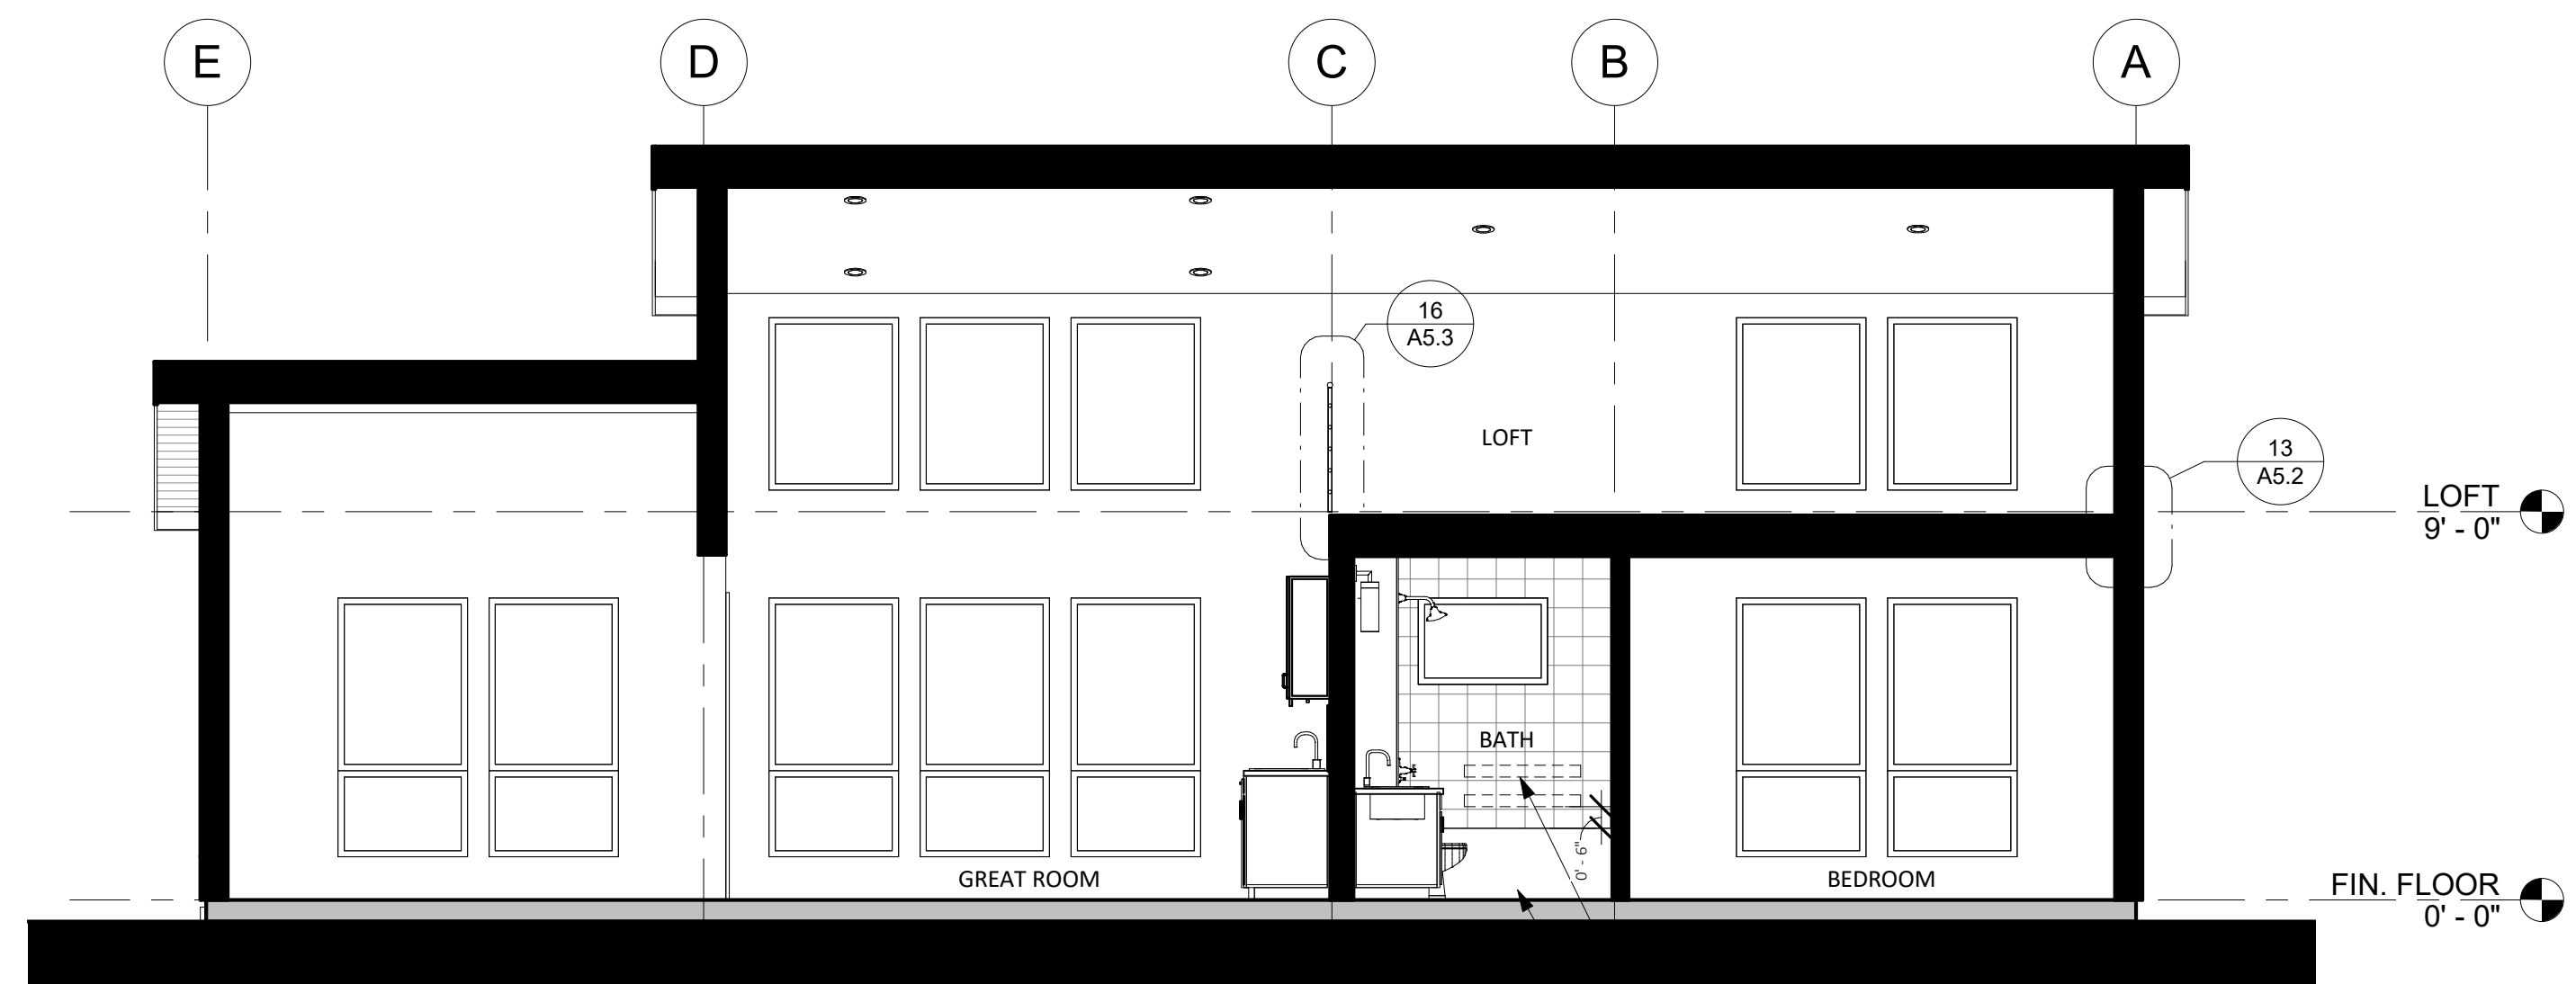 E
D
C
B
A
16
A5.3
LOFT
13
A5.2
LOFT
9' - 0"
BATH
0' - 6"
GREAT ROOM
BEDROOM
FIN. FLOOR
0' - 0"